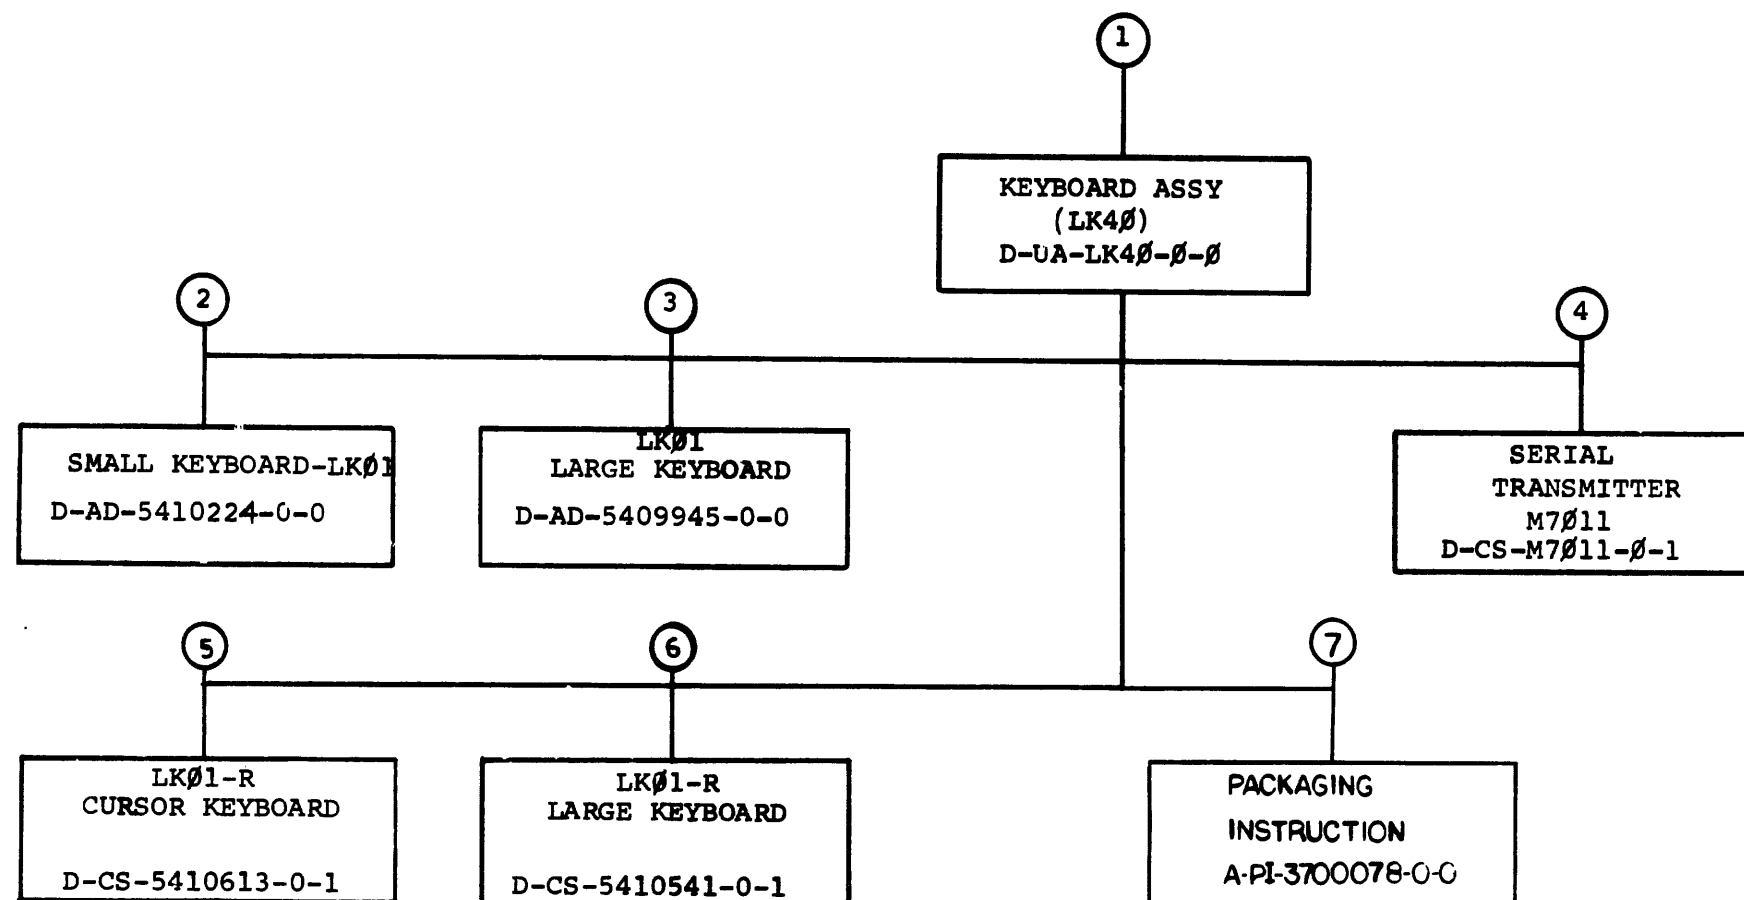 1
KEYBOARD ASSY
(LK4Ø)
D-UA-LK4Ø-Ø-Ø
2
3
4
SMALL KEYBOARD-LKØ1
D-AD-5410224-0-0
LKØ1
LARGE KEYBOARD
D-AD-5409945-0-0
SERIAL
TRANSMITTER
M7Ø11
D-CS-M7Ø11-Ø-1
5
6
7
LKØ1-R
CURSOR KEYBOARD
D-CS-5410613-0-1
LKØ1-R
LARGE KEYBOARD
D-CS-5410541-0-1
PACKAGING
INSTRUCTION
A-PI-3700078-0-0